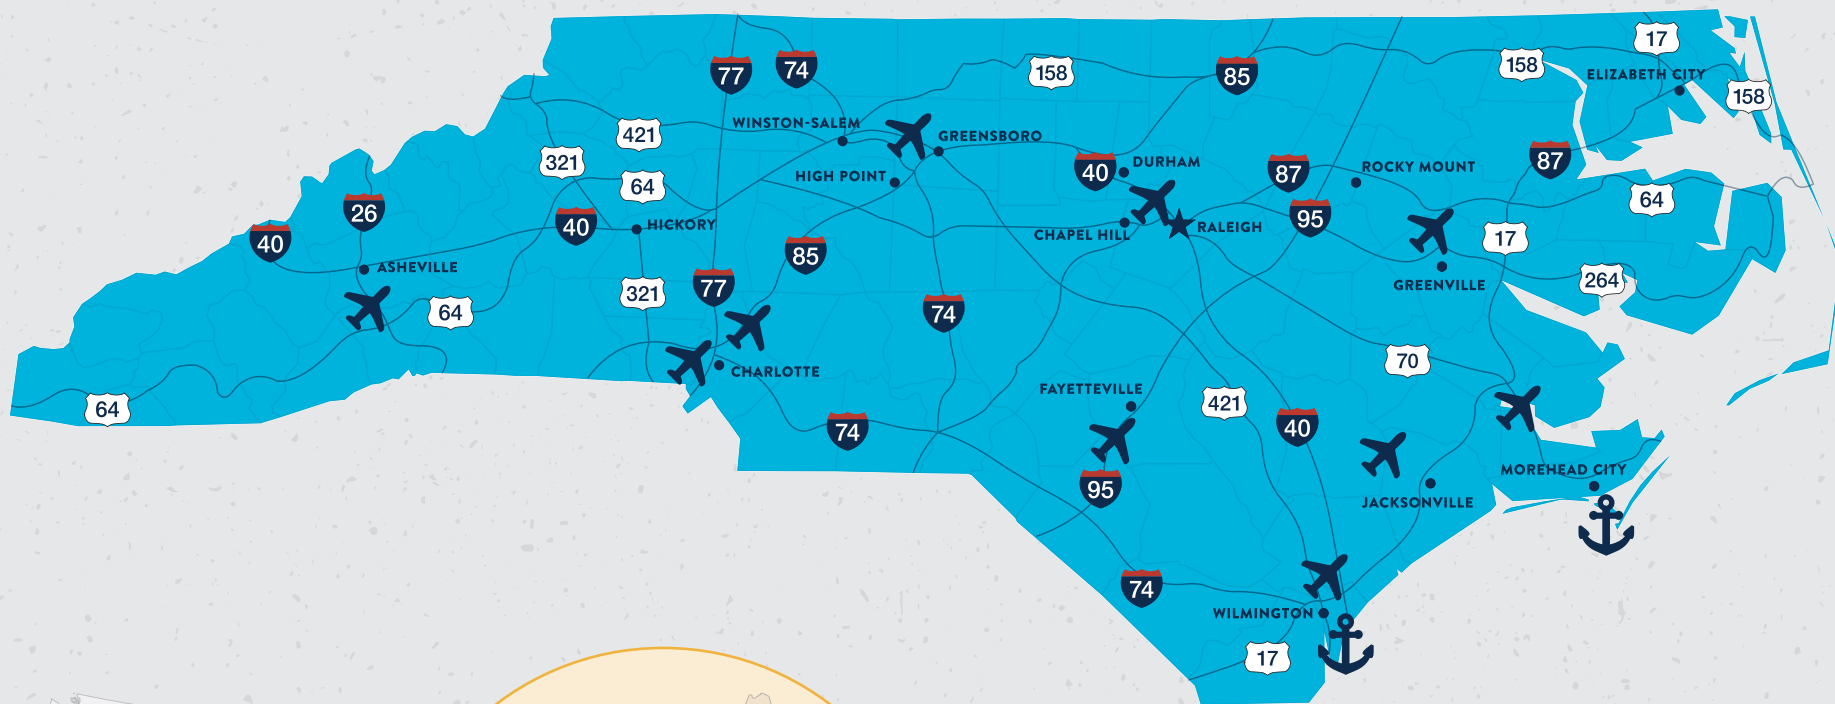 17
158
158
74
77
85
ELIZABETH CITY
158
WINSTON-SALEM
421
GREENSBORO
321
DURHAM
87
ROCKY MOUNT
40
87
HIGH POINT
64
64
26
95
40
HICKORY
40
CHAPEL HILL
RALEIGH
17
85
ASHEVILLE
264
GREENVILLE
77
321
64
74
70
CHARLOTTE
FAYETTEVILLE
421
64
40
74
MOREHEAD CITY
95
JACKSONVILLE
74
WILMINGTON
17